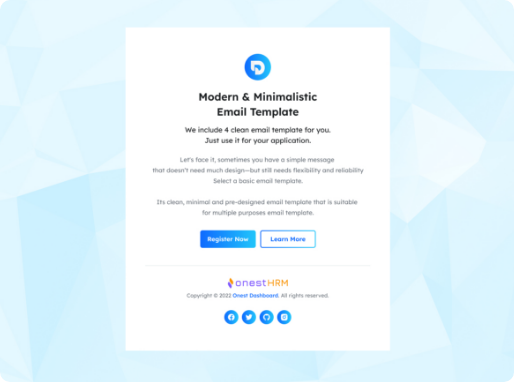 Modern & Minimalistic
Email Template
We include 4 clean email template for you.
Just use it for your application.
Let's face it, sometimes you have a simple message
that doesn't need much design—but still needs flexibility and reliability
Select a basic email template.
Its clean, minimal and pre-designed email template that is suitable
for multiple purposes email template.
Register Now
Learn More
onestHRM
Copyright © 2022 Onest Dashboard. All rights reserved.